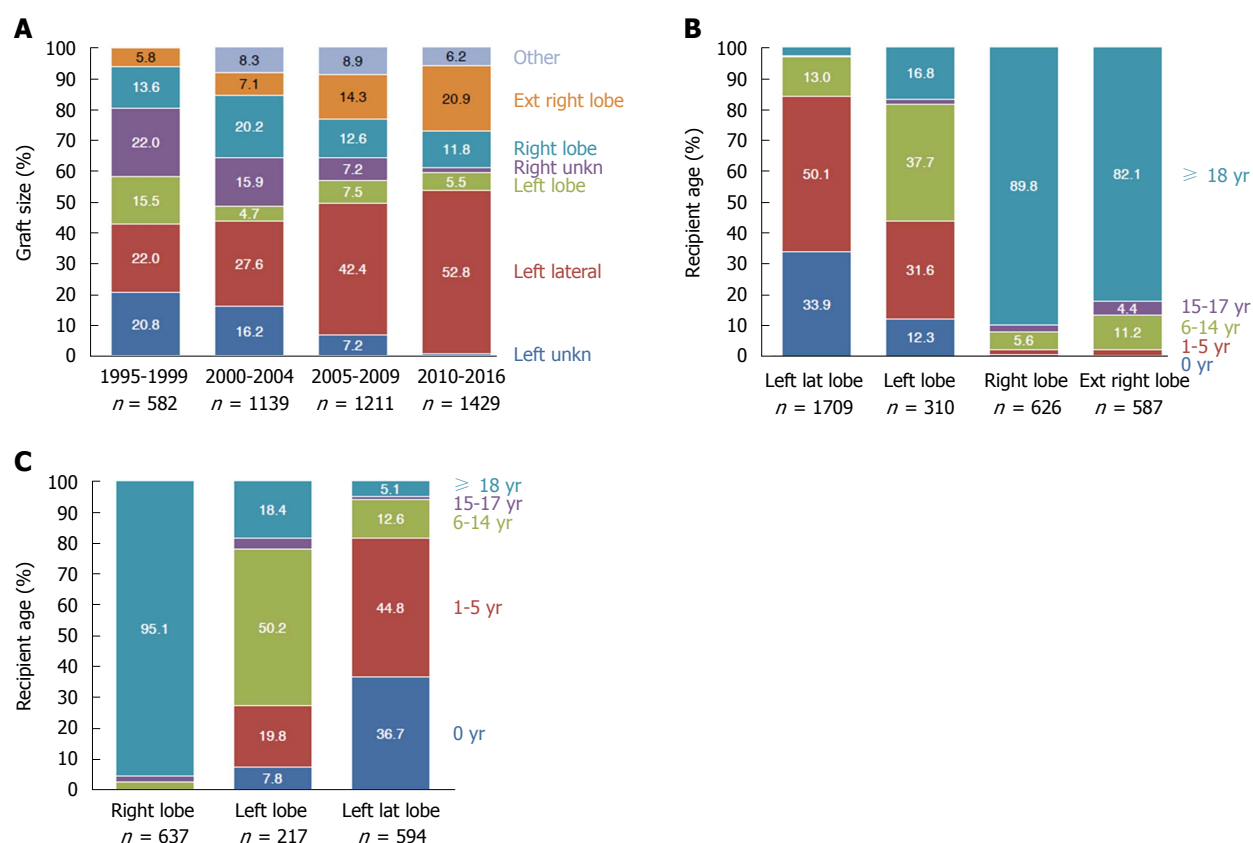 A
Graft size (%)
100
90
80
70
60
50
40
30
20
10
0
5.8
13.6
22.0
15.5
22.0
20.8
8.3
7.1
20.2
15.9
4.7
27.6
16.2
8.9
14.3
12.6
7.2
7.5
42.4
7.2
6.2
20.9
11.8
5.5
52.8
Other
Ext right lobe
Right lobe
Right unkn
Left lobe
Left lateral
Left unkn
1995-1999 2000-2004 2005-2009 2010-2016
n = 582 n = 1139 n = 1211 n = 1429
B
Recipient age (%)
100
90
80
70
60
50
40
30
20
10
0
13.0
50.1
33.9
16.8
37.7
31.6
12.3
89.8
5.6
82.1
4.4
11.2
≥ 18 yr
15-17 yr
6-14 yr
1-5 yr
0 yr
Left lat lobe Left lobe Right lobe Ext right lobe
n = 1709 n = 310 n = 626 n = 587
C
Recipient age (%)
100
90
80
70
60
50
40
30
20
10
0
95.1
18.4
50.2
19.8
7.8
5.1
12.6
44.8
36.7
≥ 18 yr
15-17 yr
6-14 yr
1-5 yr
0 yr
Right lobe Left lobe Left lat lobe
n = 637 n = 217 n = 594